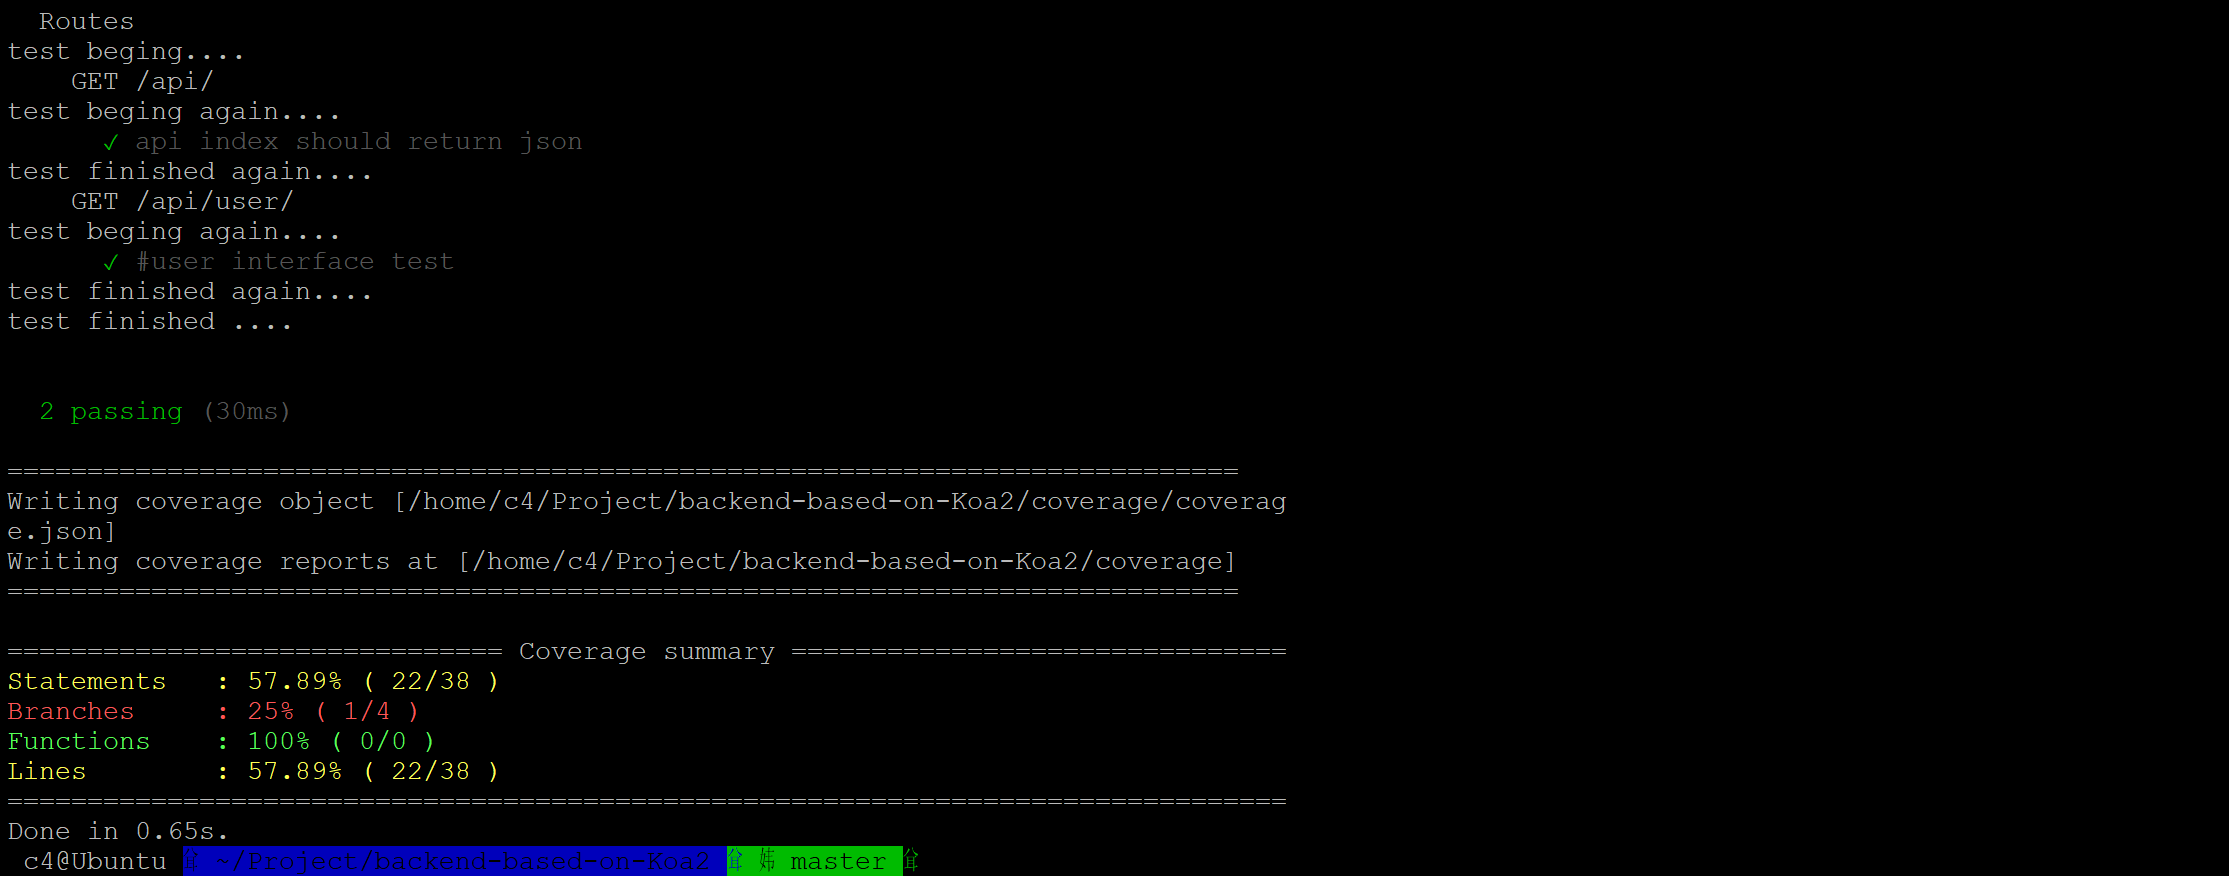 Routes
test beging....
GET /api/
test beging again....
✓ api index should return json
test finished again....
GET /api/user/
test beging again....
✓ #user interface test
test finished again....
test finished ....
2 passing (30ms)
=============================================================================
Writing coverage object [/home/c4/Project/backend-based-on-Koa2/coverage/coverag
e.json]
Writing coverage reports at [/home/c4/Project/backend-based-on-Koa2/coverage]
=============================================================================
=============================== Coverage summary ===============================
Statements : 57.89% ( 22/38 )
Branches : 25% ( 1/4 )
Functions : 100% ( 0/0 )
Lines : 57.89% ( 22/38 )
================================================================================
Done in 0.65s.
c4@Ubuntu ~/Project/backend-based-on-Koa2 master